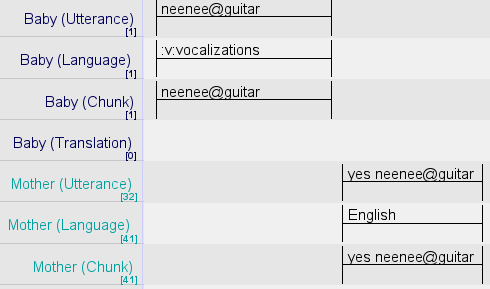 Baby (Utterance) neenee@guitar
[1]
Baby (Language) :v:vocalizations
[1]
Baby (Chunk) neenee@guitar
[1]
Baby (Translation)
[0]
Mother (Utterance) yes neenee@guitar
[32]
Mother (Language) English
[41]
Mother (Chunk) yes neenee@guitar
[41]